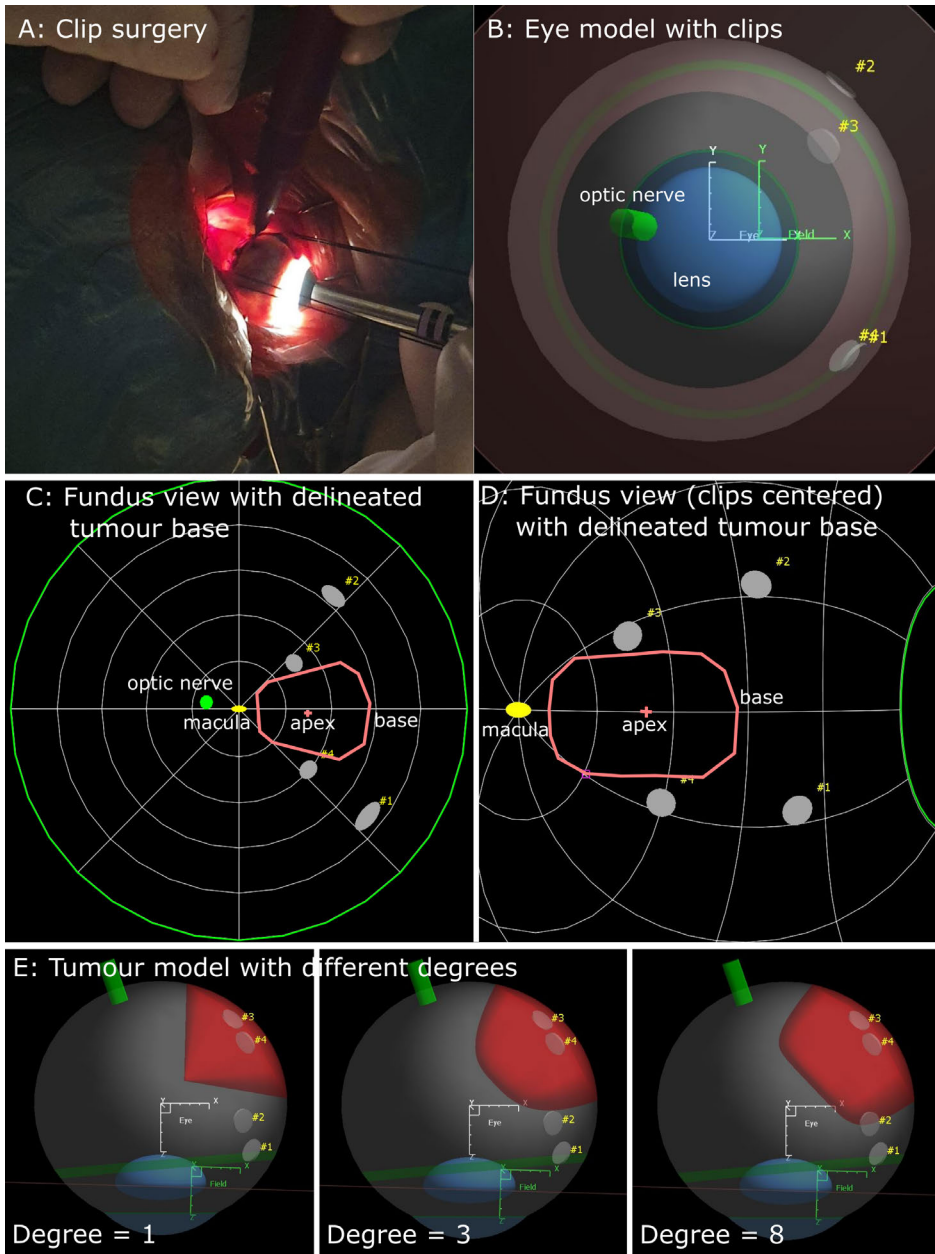 A: Clip surgery
B: Eye model with clips
#2
#3
Y
Y
optic nerve
Z
Eye
Z
X
Field
X
lens
#4
#1
C: Fundus view with delineated
tumour base
#2
#3
optic nerve
macula
apex
base
#4
#1
D: Fundus view (clips centered)
with delineated tumour base
#2
#3
base
macula
apex
#4
#1
E: Tumour model with different degrees
#3
#4
Y
X
Eye
#2
Z
#1
X
Field
Z
Degree = 1
#3
#4
Y
X
Eye
#2
Z
#1
X
Field
Z
Degree = 3
#3
#4
Y
X
Eye
#2
Z
#1
X
Field
Z
Degree = 8